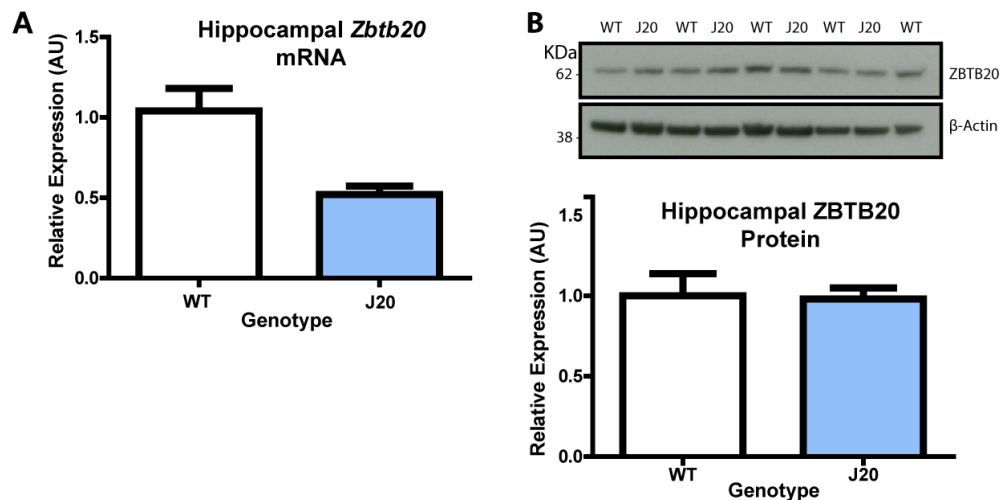 A
Hippocampal Zbtb20
mRNA
Relative Expression (AU)
1.5
1.0
0.5
0.0
WT J20
Genotype
B
WT J20 WT J20 WT J20 WT J20 WT
KDa
62
ZBTB20
38
β-Actin
Hippocampal ZBTB20
Protein
Relative Expression (AU)
1.5
1.0
0.5
0.0
WT J20
Genotype